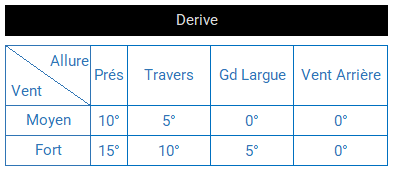 Derive
Allure
Vent
Prés Travers Gd Largue Vent Arrière
Moyen 10° 5° 0° 0°
Fort 15° 10° 5° 0°